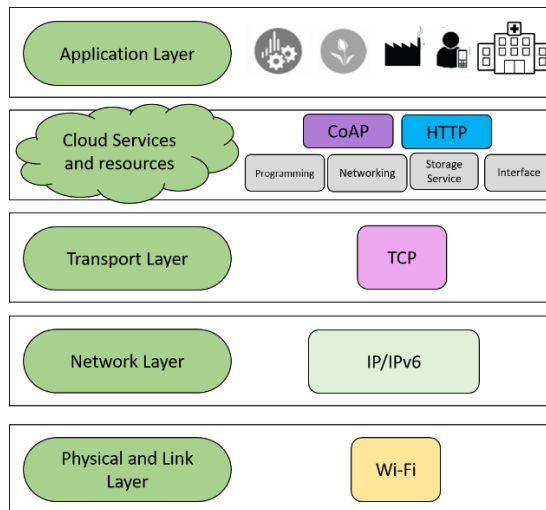 Application Layer
Cloud Services
and resources
CoAP
HTTP
Programming
Networking
Storage
Service
Interface
Transport Layer
TCP
Network Layer
IP/IPv6
Physical and Link
Layer
Wi-Fi